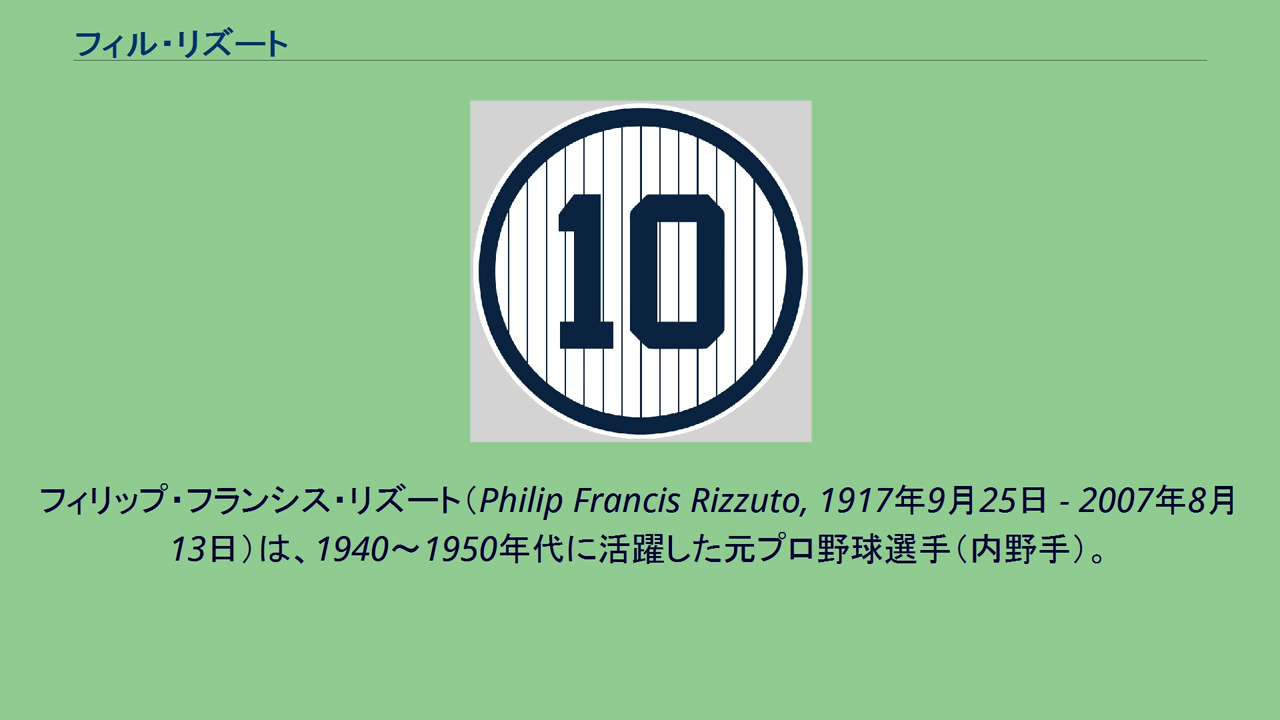 フィル・リズート
10
フィリップ・フランシス・リズート（Philip Francis Rizzuto, 1917年9月25日 - 2007年8月
13日）は、1940〜1950年代に活躍した元プロ野球選手（内野手）。